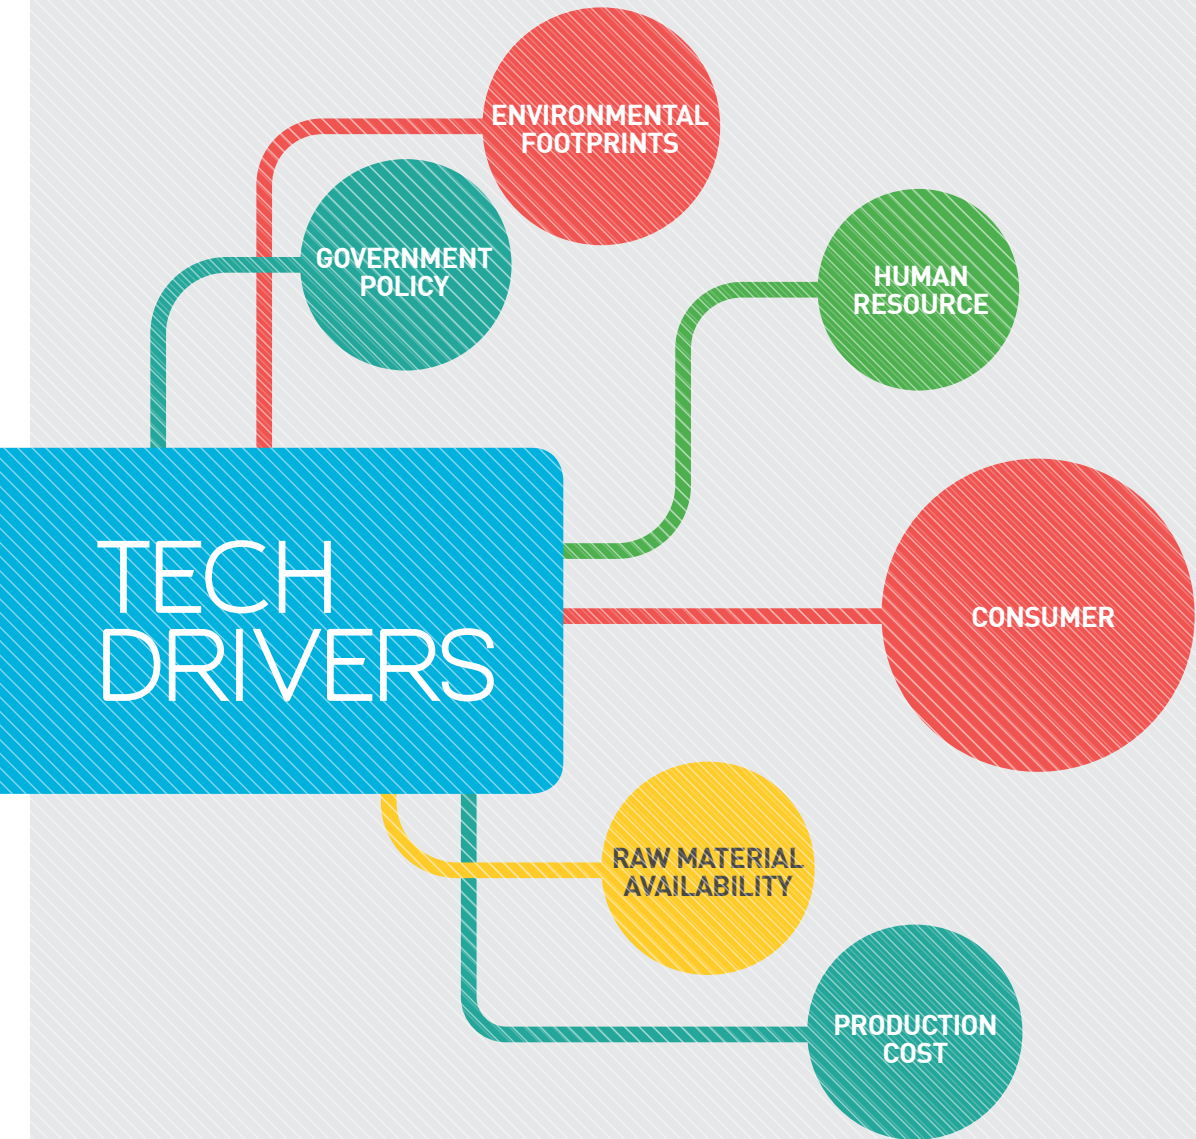 ENVIRONMENTAL
FOOTPRINTS
GOVERNMENT
POLICY
HUMAN
RESOURCE
TECH
DRIVERS
CONSUMER
RAW MATERIAL
AVAILABILITY
PRODUCTION
COST